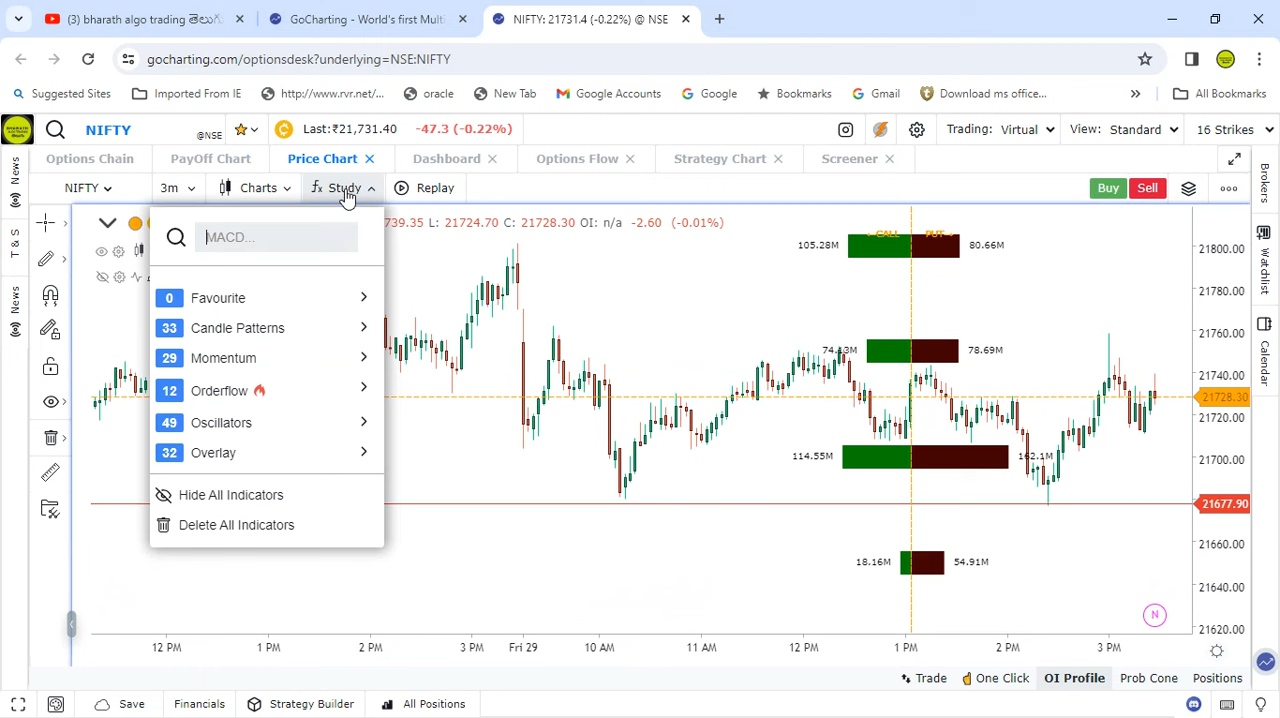 (3) bharath algo trading తెలుగు
GoCharting - World's first Multi
NIFTY: 21731.4 (-0.22%) @ NSE
gocharting.com/optionsdesk?underlying=NSE:NIFTY
Suggested Sites
Imported From IE
http://www.rvr.net/...
oracle
New Tab
Google Accounts
Google
Bookmarks
Gmail
Download ms office...
All Bookmarks
NIFTY
@NSE
Last:₹21,731.40
-47.3 (-0.22%)
Trading: Virtual
View: Standard
16 Strikes
Options Chain
PayOff Chart
Price Chart
Dashboard
Options Flow
Strategy Chart
Screener
NIFTY
3m
Charts
fx Study
Replay
Buy
Sell
News
T & S
News
Brokers
Watchlist
Calendar
739.35 L: 21724.70 C: 21728.30 OI: n/a -2.60 (-0.01%)
MACD...
0 Favourite
33 Candle Patterns
29 Momentum
12 Orderflow
49 Oscillators
32 Overlay
Hide All Indicators
Delete All Indicators
CALL
PUT
105.28M
80.66M
74.13M
78.69M
114.55M
162.1M
18.16M
54.91M
21800.00
21780.00
21760.00
21740.00
21728.30
21720.00
21700.00
21677.90
21660.00
21640.00
21620.00
N
12 PM
1 PM
2 PM
3 PM
Fri 29
10 AM
11 AM
12 PM
1 PM
2 PM
3 PM
Trade
One Click
OI Profile
Prob Cone
Positions
Save
Financials
Strategy Builder
All Positions